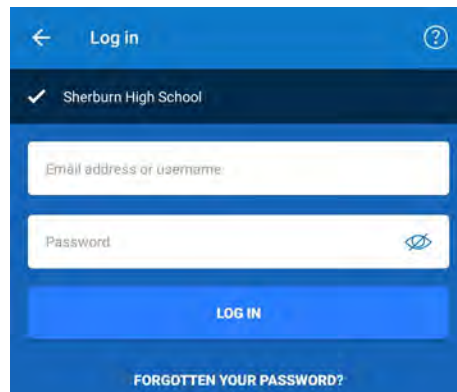 Log in
Sherburn High School
Email address or username
Password
LOG IN
FORGOTTEN YOUR PASSWORD?